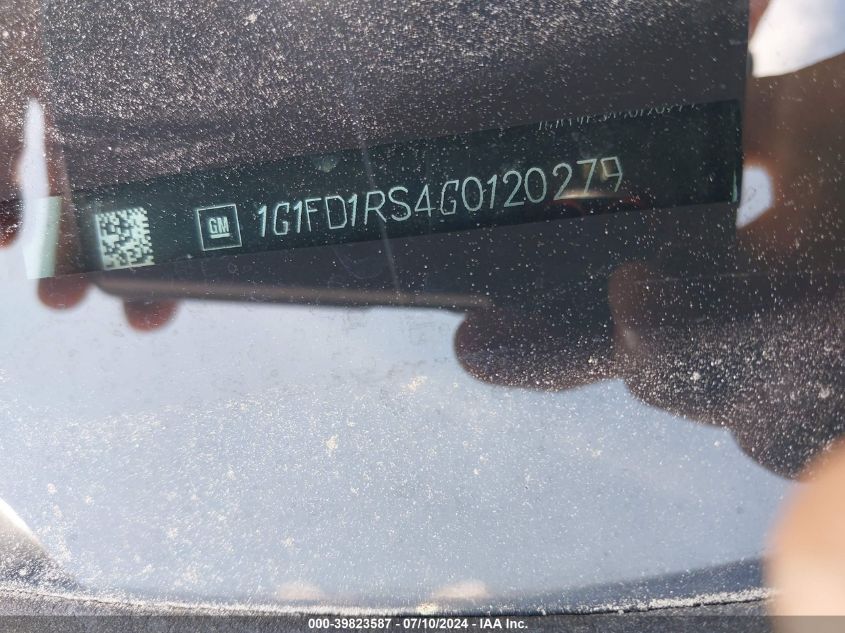 GM 1G1FD1RS4G0120279
000-39823587 - 07/10/2024 - IAA Inc.